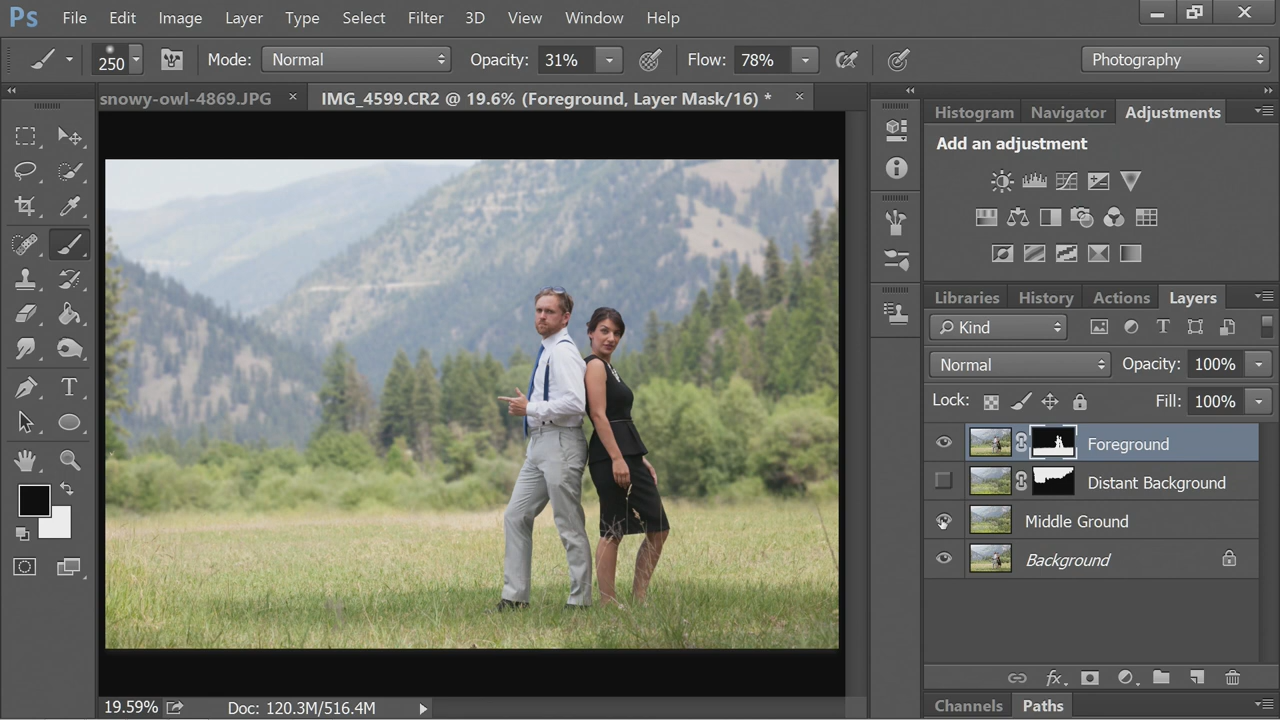 Ps File Edit Image Layer Type Select Filter 3D View Window Help
250 Mode: Normal Opacity: 31% Flow: 78% Photography
snowy-owl-4869.JPG × IMG_4599.CR2 @ 19.6% (Foreground, Layer Mask/16) * ×
Histogram Navigator Adjustments
Add an adjustment
Libraries History Actions Layers
Kind
Normal Opacity: 100%
Lock: Fill: 100%
Foreground
Distant Background
Middle Ground
Background
19.59% Doc: 120.3M/516.4M
Channels Paths